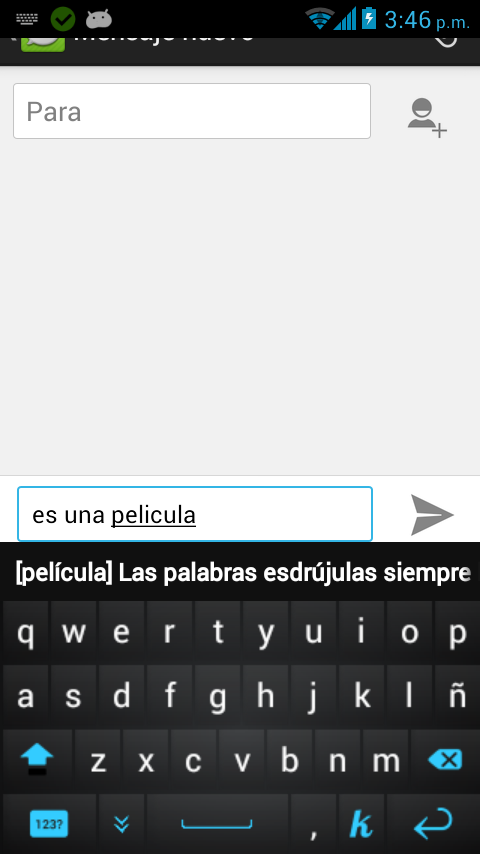 3:46 p.m.
Mensaje nuevo
Para
es una pelicula
[película] Las palabras esdrújulas siempre
q w e r t y u i o p
a s d f g h j k l ñ
z x c v b n m
123? , k